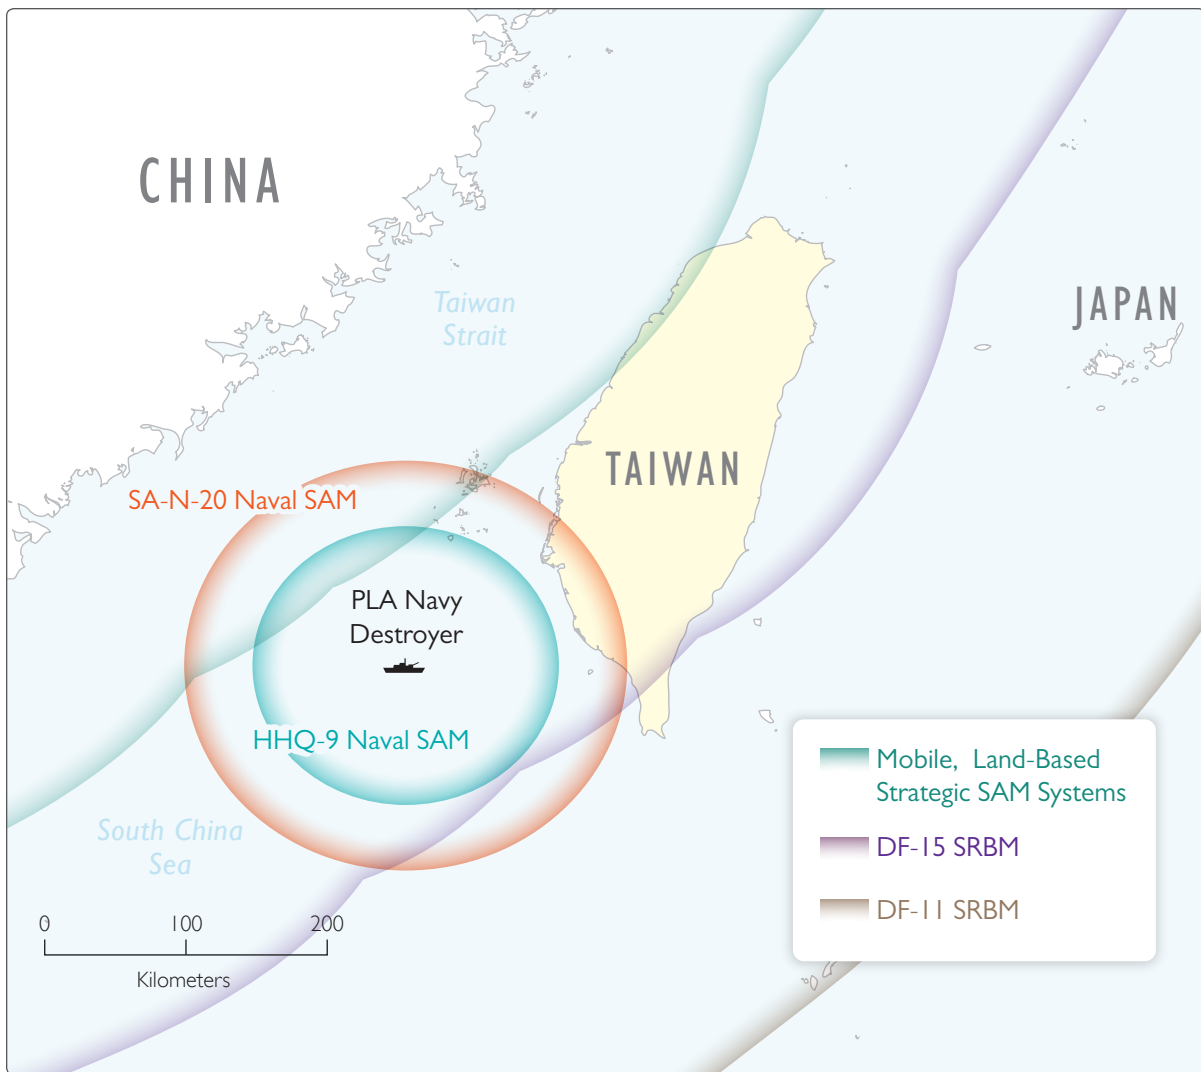 CHINA
Taiwan
Strait
JAPAN
TAIWAN
SA-N-20 Naval SAM
PLA Navy
Destroyer
HHQ-9 Naval SAM
South China
Sea
0 100 200
Kilometers
Mobile, Land-Based
Strategic SAM Systems
DF-15 SRBM
DF-11 SRBM